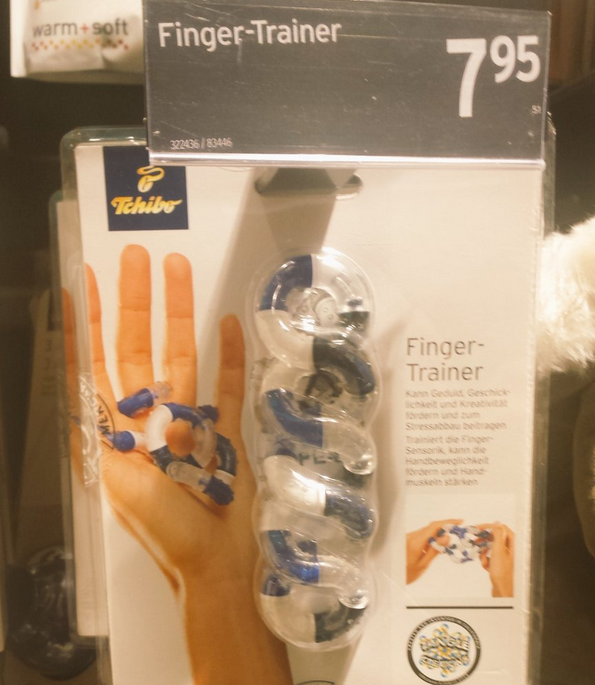 warm+soft
Finger-Trainer
7 95
51
322436 / 83446
Tchibo
Finger-
Trainer
Kann Geduld, Geschick-
lichkeit und Kreativität
fördern und zum
Stressabbau beitragen
Trainiert die Finger-
Sensorik, kann die
Handbeweglichkeit
fördern und Hand-
muskeln stärken